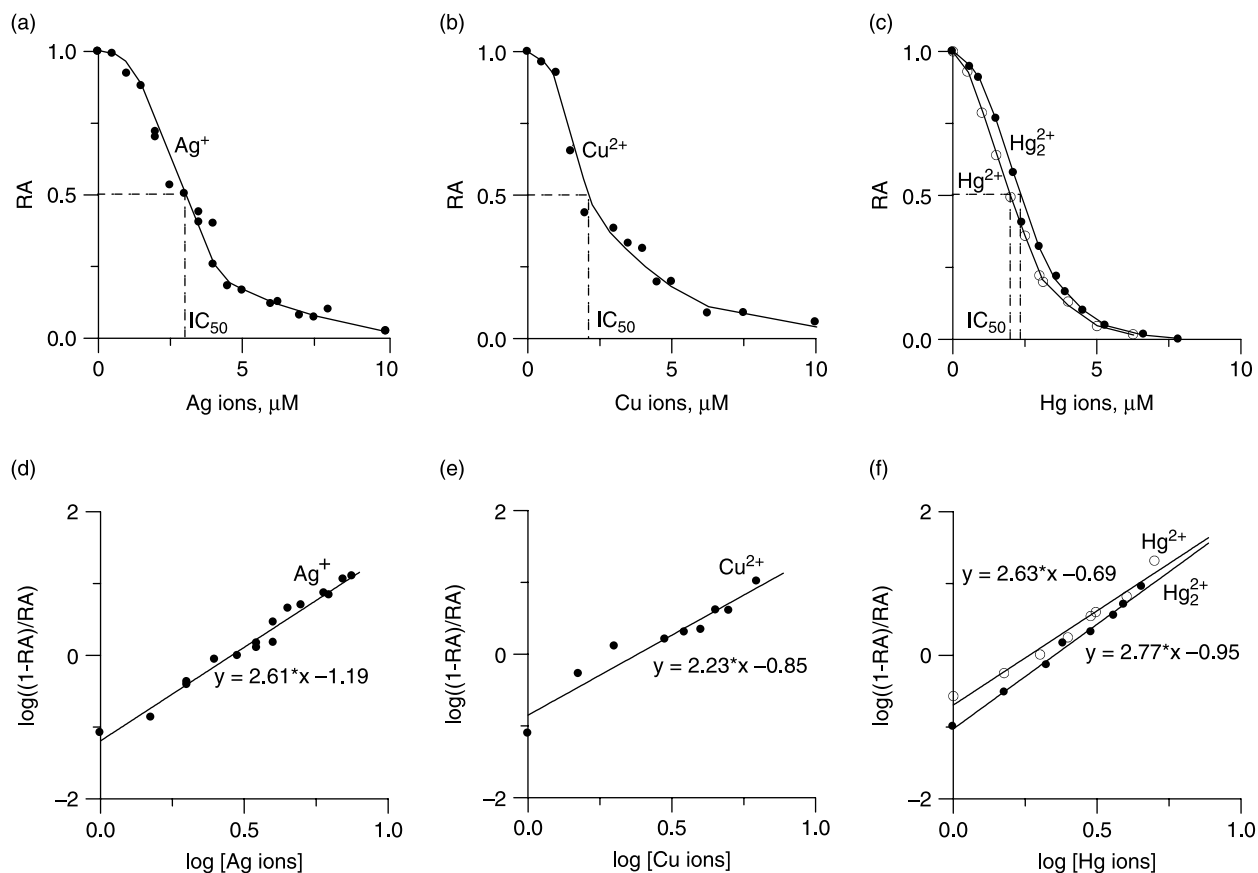 (a)
(b)
(c)
1.0
0.5
0.0
RA
Ag⁺
IC₅₀
0
5
10
Ag ions, μM
1.0
0.5
0.0
RA
Cu²⁺
IC₅₀
0
5
10
Cu ions, μM
1.0
0.5
0.0
RA
Hg₂²⁺
Hg²⁺
IC₅₀
0
5
10
Hg ions, μM
(d)
(e)
(f)
2
0
−2
log((1-RA)/RA)
Ag⁺
y = 2.61*x −1.19
0.0
0.5
1.0
log [Ag ions]
2
0
−2
log((1-RA)/RA)
Cu²⁺
y = 2.23*x −0.85
0.0
0.5
1.0
log [Cu ions]
2
0
−2
log((1-RA)/RA)
Hg²⁺
y = 2.63*x −0.69
Hg₂²⁺
y = 2.77*x −0.95
0.0
0.5
1.0
log [Hg ions]